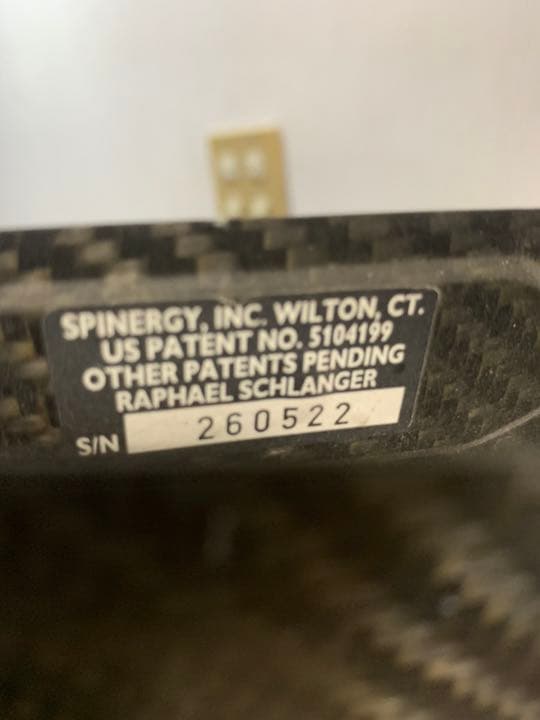 SPINERGY, INC. WILTON, CT.
US PATENT NO. 5104199
OTHER PATENTS PENDING
RAPHAEL SCHLANGER
S/N 260522